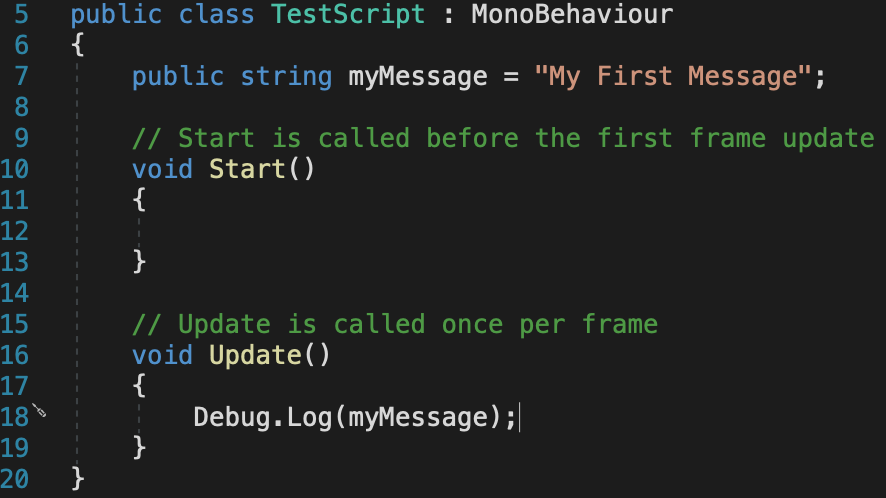 5 public class TestScript : MonoBehaviour
6 {
7 public string myMessage = "My First Message";
8
9 // Start is called before the first frame update
10 void Start()
11 {
12
13 }
14
15 // Update is called once per frame
16 void Update()
17 {
18 Debug.Log(myMessage);
19 }
20 }